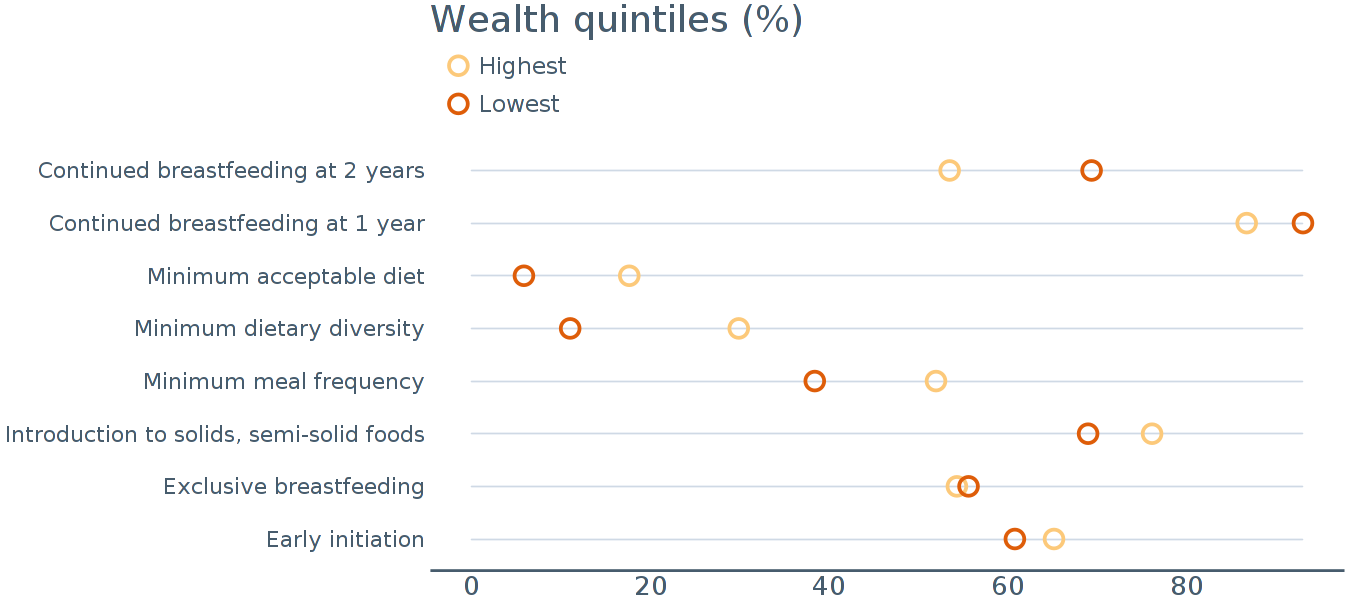 Wealth quintiles (%)
Highest
Lowest
Continued breastfeeding at 2 years
Continued breastfeeding at 1 year
Minimum acceptable diet
Minimum dietary diversity
Minimum meal frequency
Introduction to solids, semi-solid foods
Exclusive breastfeeding
Early initiation
0 20 40 60 80